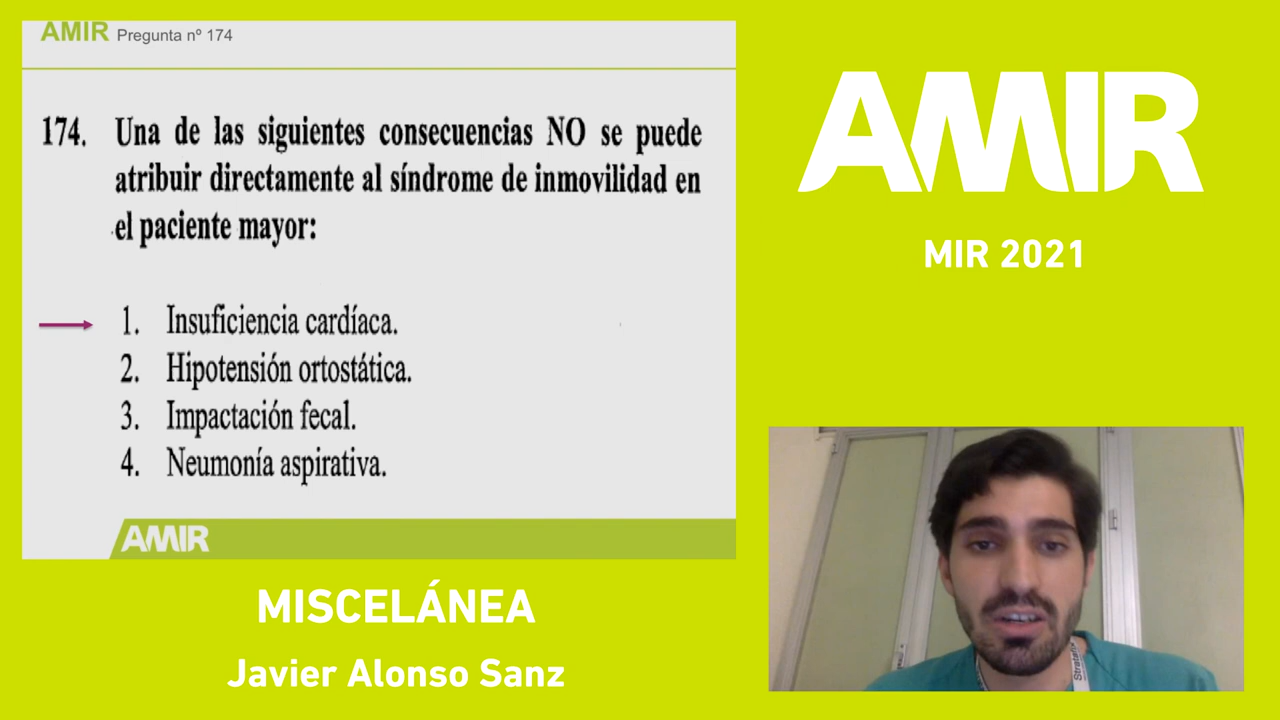 AMIR Pregunta nº 174
174. Una de las siguientes consecuencias NO se puede
atribuir directamente al síndrome de inmovilidad en
el paciente mayor:
1. Insuficiencia cardíaca.
2. Hipotensión ortostática.
3. Impactación fecal.
4. Neumonía aspirativa.
AMIR
MISCELÁNEA
Javier Alonso Sanz
AMIR
MIR 2021